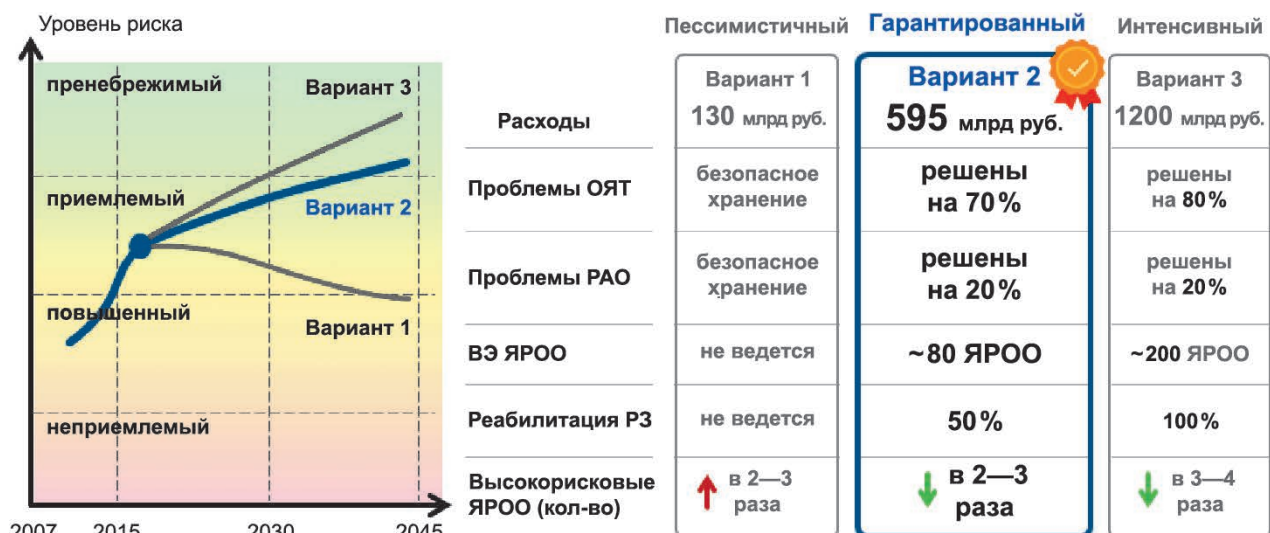 Уровень риска
пренебрежимый
Вариант 3
приемлемый
Вариант 2
повышенный
Вариант 1
неприемлемый
2007 2015 2030 2045
Пессимистичный Гарантированный Интенсивный
Вариант 1 Вариант 2 Вариант 3
Расходы 130 млрд руб. 595 млрд руб. 1200 млрд руб.
Проблемы ОЯТ безопасное решены решены
хранение на 70% на 80%
Проблемы РАО безопасное решены решены
хранение на 20% на 20%
ВЭ ЯРОО не ведется ~80 ЯРОО ~200 ЯРОО
Реабилитация РЗ не ведется 50% 100%
Высокорисковые в 2—3 в 2—3 в 3—4
ЯРОО (кол-во) раза раза раза